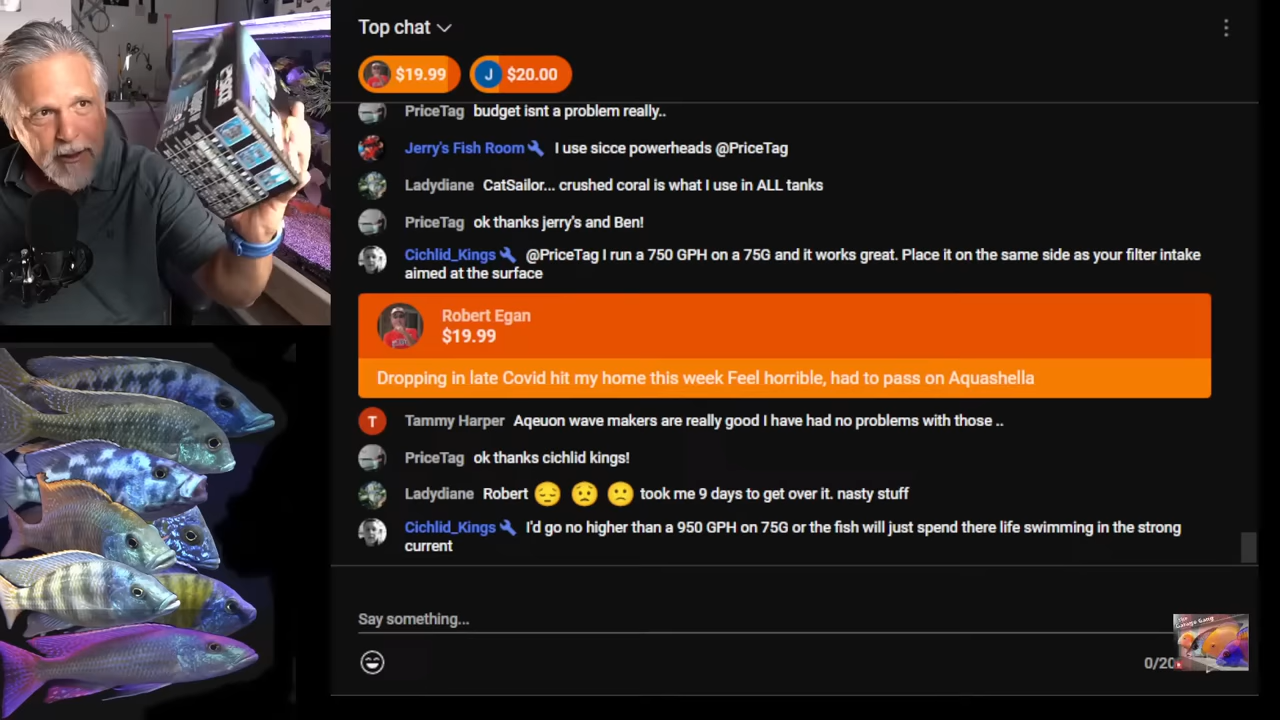 Top chat
$19.99
J $20.00
PriceTag budget isnt a problem really..
Jerry's Fish Room I use sicce powerheads @PriceTag
Ladydiane CatSailor... crushed coral is what I use in ALL tanks
PriceTag ok thanks jerry's and Ben!
Cichlid_Kings @PriceTag I run a 750 GPH on a 75G and it works great. Place it on the same side as your filter intake
aimed at the surface
Robert Egan
$19.99
Dropping in late Covid hit my home this week Feel horrible, had to pass on Aquashella
T Tammy Harper Aqeuon wave makers are really good I have had no problems with those ..
PriceTag ok thanks cichlid kings!
Ladydiane Robert 😔 😟 🙁 took me 9 days to get over it. nasty stuff
Cichlid_Kings I'd go no higher than a 950 GPH on 75G or the fish will just spend there life swimming in the strong
current
Say something...
Garage Gang
0/20